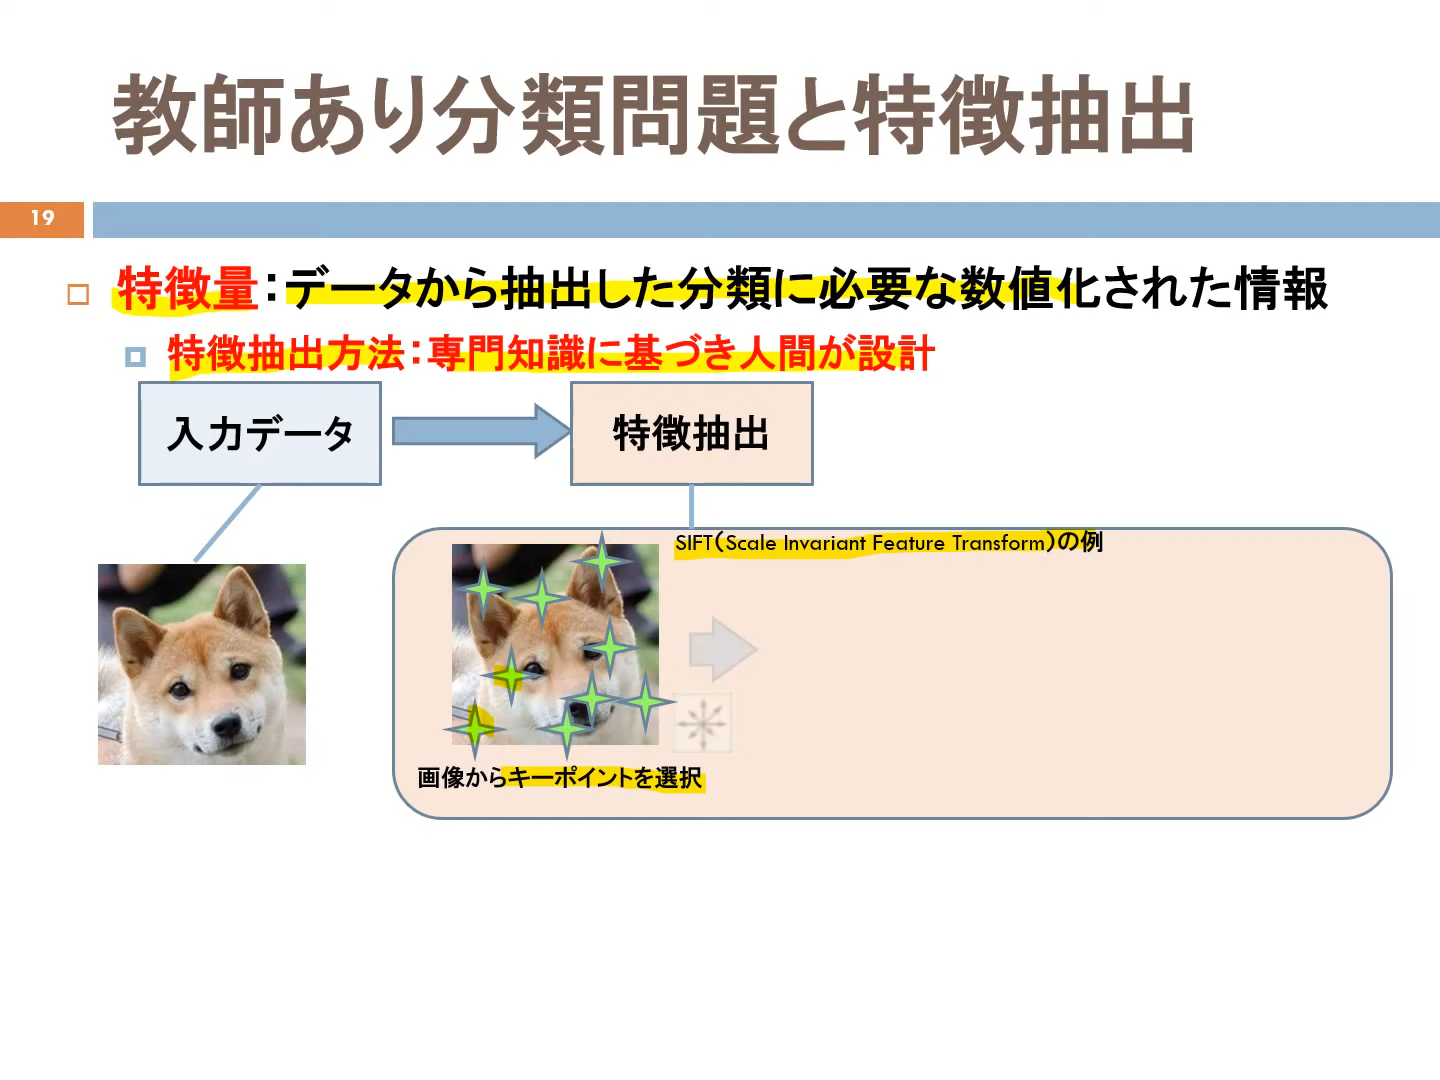 教師あり分類問題と特徴抽出
19
特徴量：データから抽出した分類に必要な数値化された情報
特徴抽出方法：専門知識に基づき人間が設計
入力データ
特徴抽出
SIFT（Scale Invariant Feature Transform）の例
画像からキーポイントを選択